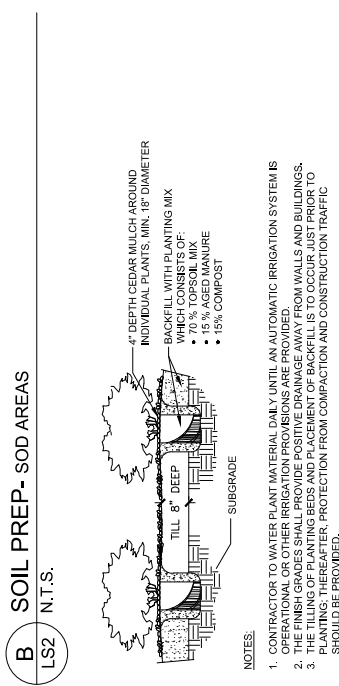 B
LS2
SOIL PREP- SOD AREAS
N.T.S.
4" DEPTH CEDAR MULCH AROUND
INDIVIDUAL PLANTS, MIN. 18" DIAMETER
BACKFILL WITH PLANTING MIX
WHICH CONSISTS OF:
• 70 % TOPSOIL MIX
• 15 % AGED MANURE
• 15% COMPOST
TILL 8" DEEP
SUBGRADE
NOTES:
1. CONTRACTOR TO WATER PLANT MATERIAL DAILY UNTIL AN AUTOMATIC IRRIGATION SYSTEM IS
OPERATIONAL OR OTHER IRRIGATION PROVISIONS ARE PROVIDED.
2. THE FINISH GRADES SHALL PROVIDE POSITIVE DRAINAGE AWAY FROM WALLS AND BUILDINGS.
3. THE TILLING OF PLANTING BEDS AND PLACEMENT OF BACKFILL IS TO OCCUR JUST PRIOR TO
PLANTING; THEREAFTER, PROTECTION FROM COMPACTION AND CONSTRUCTION TRAFFIC
SHOULD BE PROVIDED.